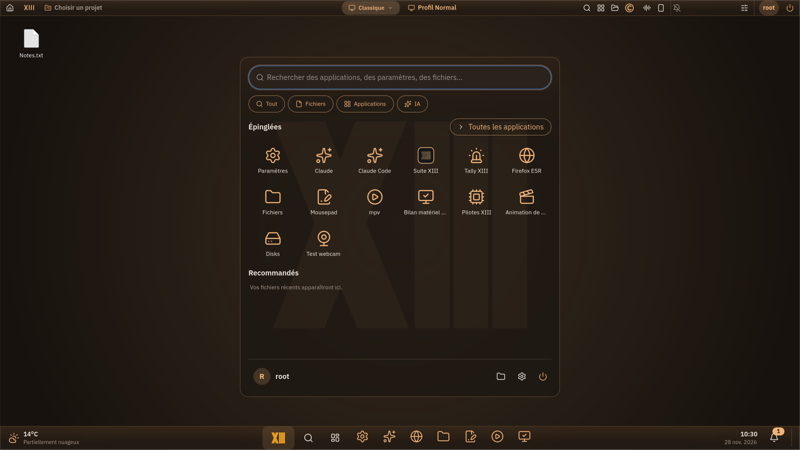 XIII Choisir un projet Classique Profil Normal root
Notes.txt
Rechercher des applications, des paramètres, des fichiers...
Tout Fichiers Applications IA
Épinglées Toutes les applications
Paramètres Claude Claude Code Suite XIII Tally XIII Firefox ESR
Fichiers Mousepad mpv Bilan matériel ... Pilotes XIII Animation de ...
Disks Test webcam
Recommandés
Vos fichiers récents apparaîtront ici.
R root
14°C
Partiellement nuageux
XIII
10:30
28 nov. 2026
1